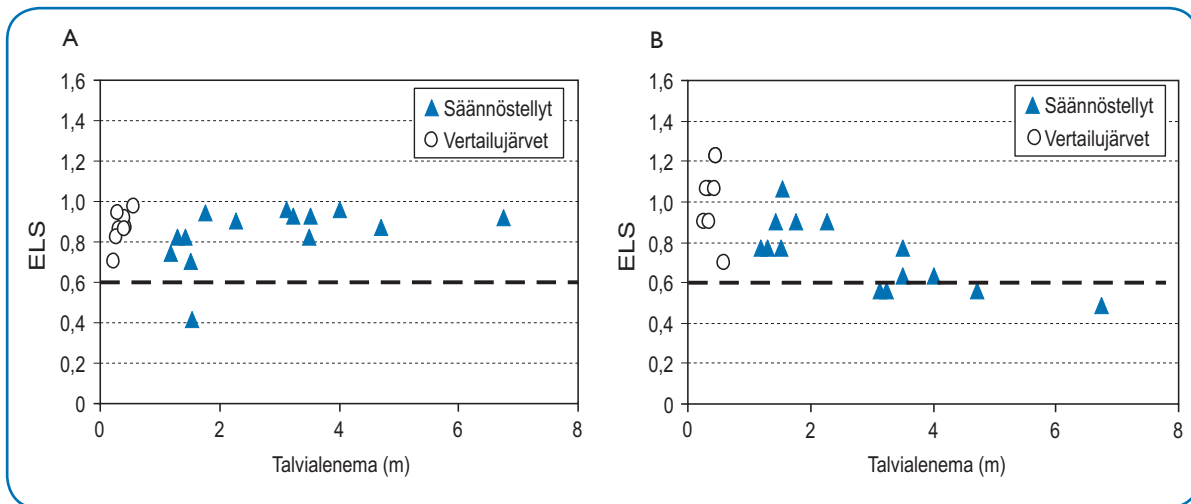 A
1,6
1,4
1,2
1,0
0,8
0,6
0,4
0,2
0
ELS
Säännöstellyt
Vertailujärvet
0 2 4 6 8
Talvialenema (m)
B
1,6
1,4
1,2
1,0
0,8
0,6
0,4
0,2
0
ELS
Säännöstellyt
Vertailujärvet
0 2 4 6 8
Talvialenema (m)